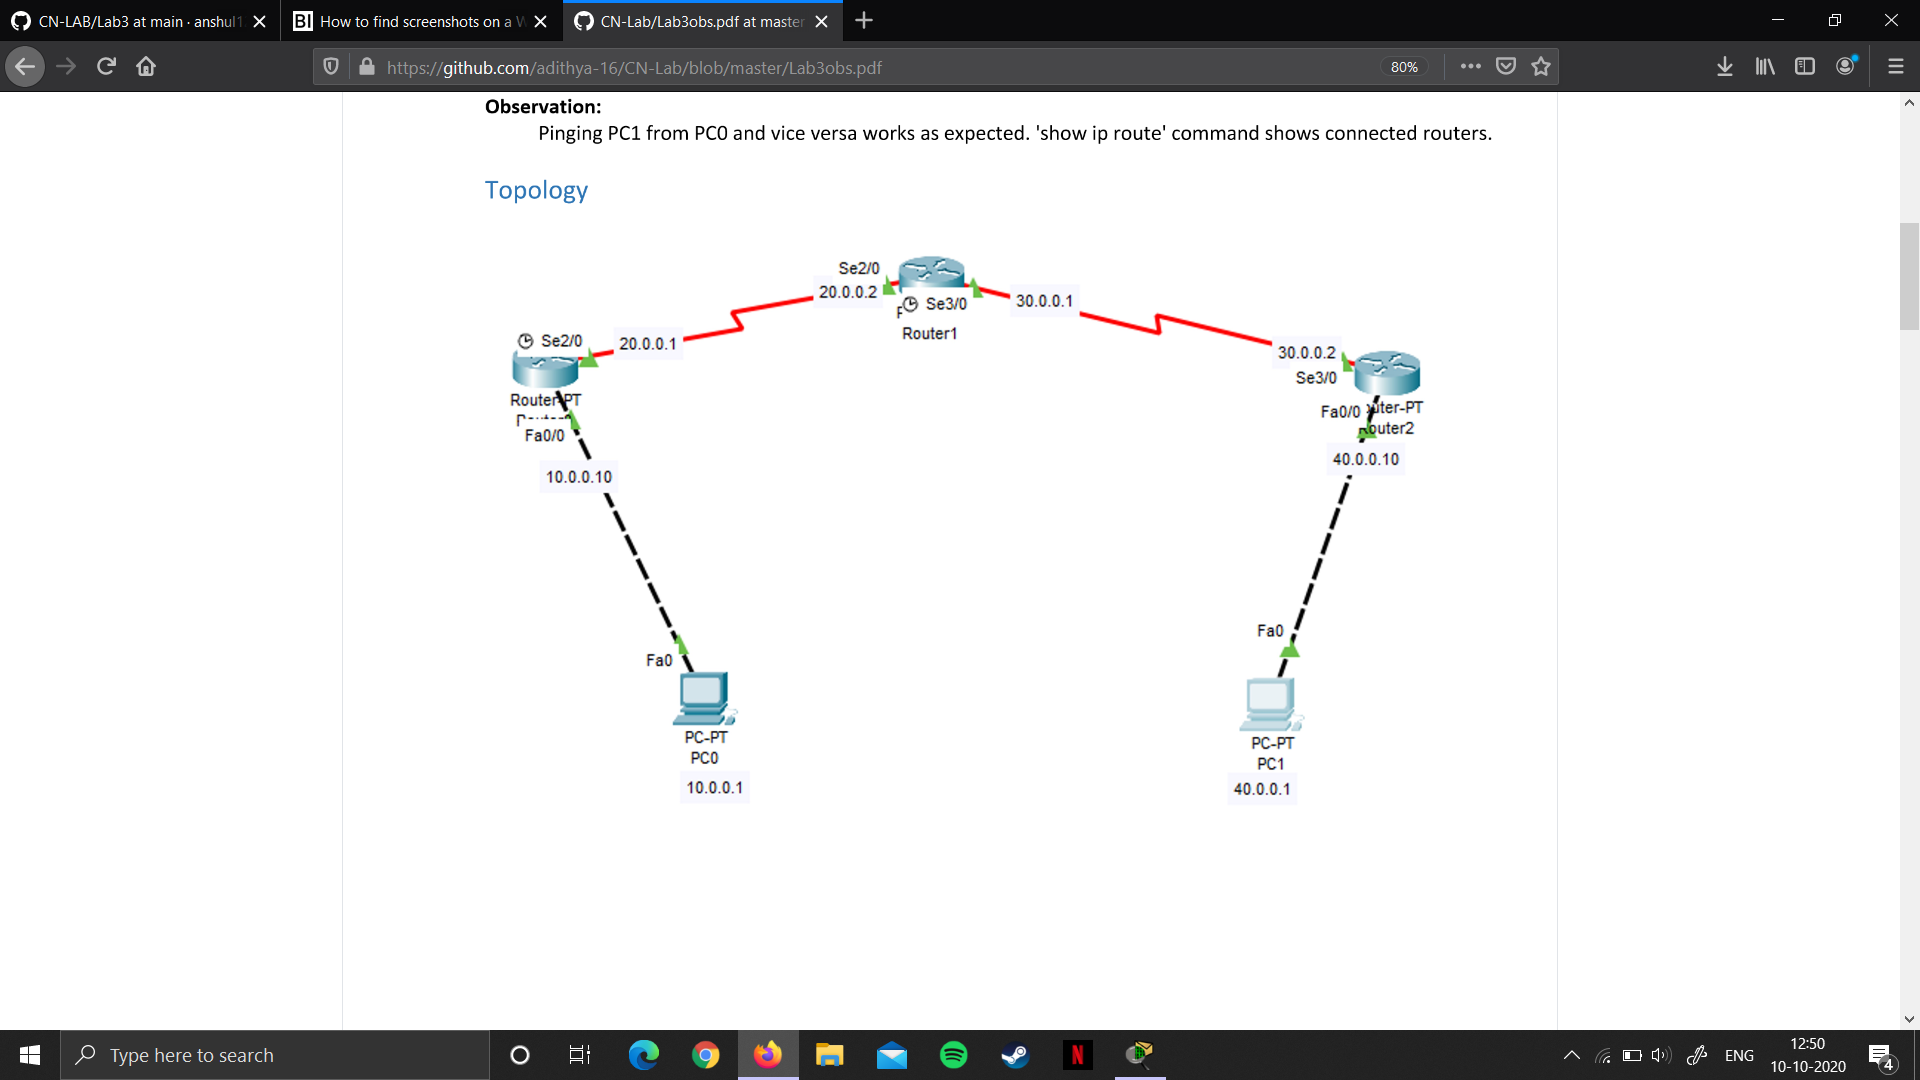 CN-LAB/Lab3 at main · anshul1
How to find screenshots on a W
CN-Lab/Lab3obs.pdf at master
https://github.com/adithya-16/CN-Lab/blob/master/Lab3obs.pdf
80%
Observation:
Pinging PC1 from PC0 and vice versa works as expected. 'show ip route' command shows connected routers.
Topology
Se2/0
20.0.0.2
Se3/0
30.0.0.1
Router1
Se2/0
20.0.0.1
30.0.0.2
Se3/0
Router-PT
Fa0/0
uter-PT
Router2
Fa0/0
10.0.0.10
40.0.0.10
Fa0
Fa0
PC-PT
PC0
10.0.0.1
PC-PT
PC1
40.0.0.1
Type here to search
ENG
12:50
10-10-2020
4